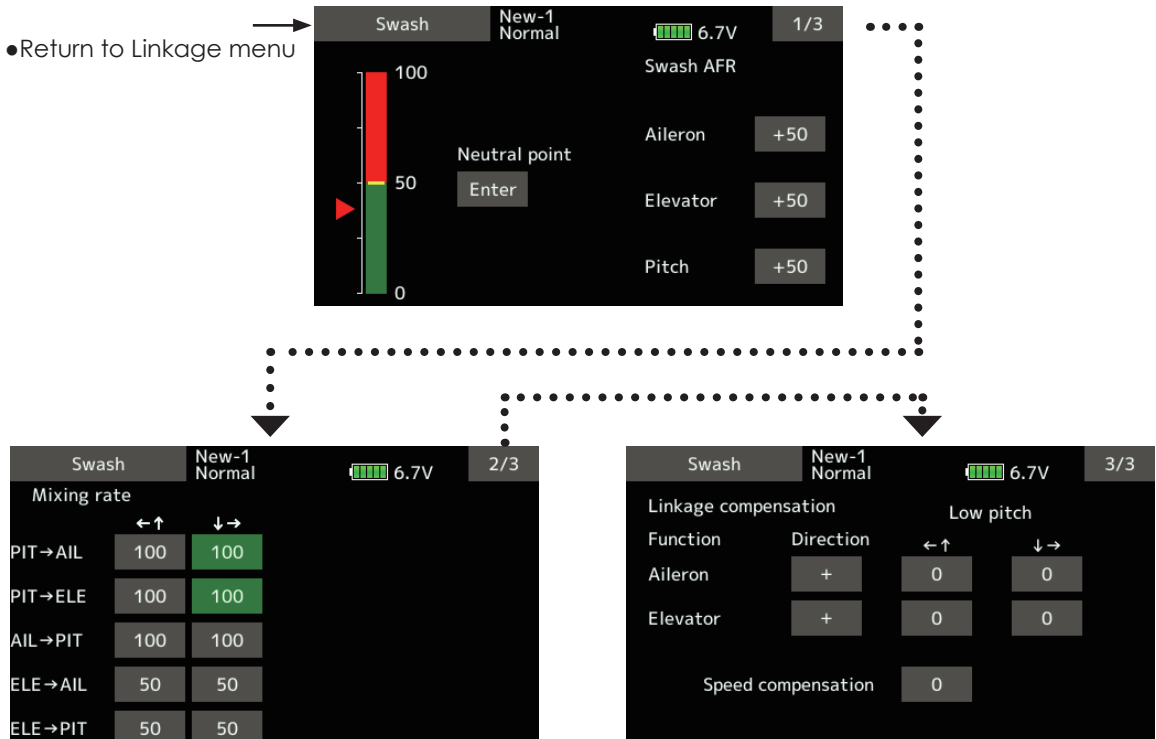 ●Return to Linkage menu
Swash New-1 Normal 6.7V 1/3
Swash AFR
100
Aileron +50
Neutral point
50 Enter
Elevator +50
Pitch +50
0
Swash New-1 Normal 6.7V 2/3
Mixing rate
←↑ ↓→
PIT→AIL 100 100
PIT→ELE 100 100
AIL→PIT 100 100
ELE→AIL 50 50
ELE→PIT 50 50
Swash New-1 Normal 6.7V 3/3
Linkage compensation Low pitch
Function Direction ←↑ ↓→
Aileron + 0 0
Elevator + 0 0
Speed compensation 0